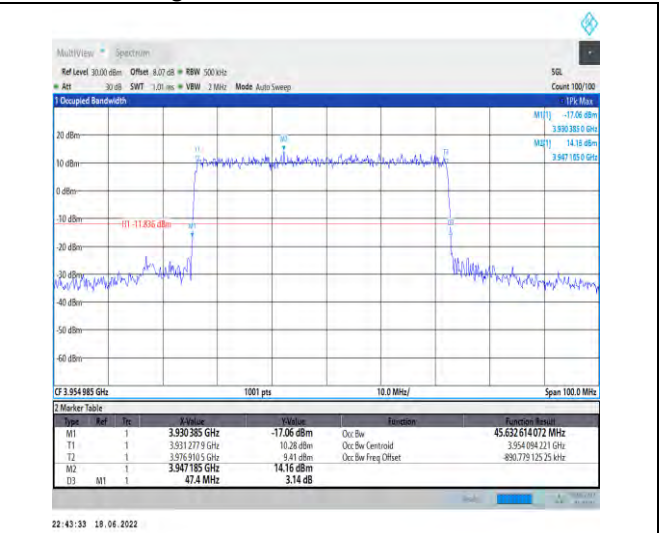 MultiView Spectrum
Ref Level 30.00 dBm Offset 8.07 dB RBW 500 kHz SGL
Att 30 dB SWT 1.01 ms VBW 2 MHz Mode Auto Sweep Count 100/100
1 Occupied Bandwidth 1Pk Max
M1[1] -17.06 dBm
3.930 385 0 GHz
M2[1] 14.16 dBm
3.947 185 0 GHz
20 dBm
M2
T1
T2
10 dBm
0 dBm
-10 dBm
H1 -11.836 dBm
M1
D3
-20 dBm
-30 dBm
-40 dBm
-50 dBm
-60 dBm
CF 3.954 985 GHz 1001 pts 10.0 MHz/ Span 100.0 MHz
2 Marker Table
Type Ref Trc X-Value Y-Value Function Function Result
M1 1 3.930 385 GHz -17.06 dBm Occ Bw 45.632 614 072 MHz
T1 1 3.931 277 9 GHz 10.28 dBm Occ Bw Centroid 3.954 094 221 GHz
T2 1 3.976 910 5 GHz 9.41 dBm Occ Bw Freq Offset -890.779 125 25 kHz
M2 1 3.947 185 GHz 14.16 dBm
D3 M1 1 47.4 MHz 3.14 dB
22:43:33 18.06.2022